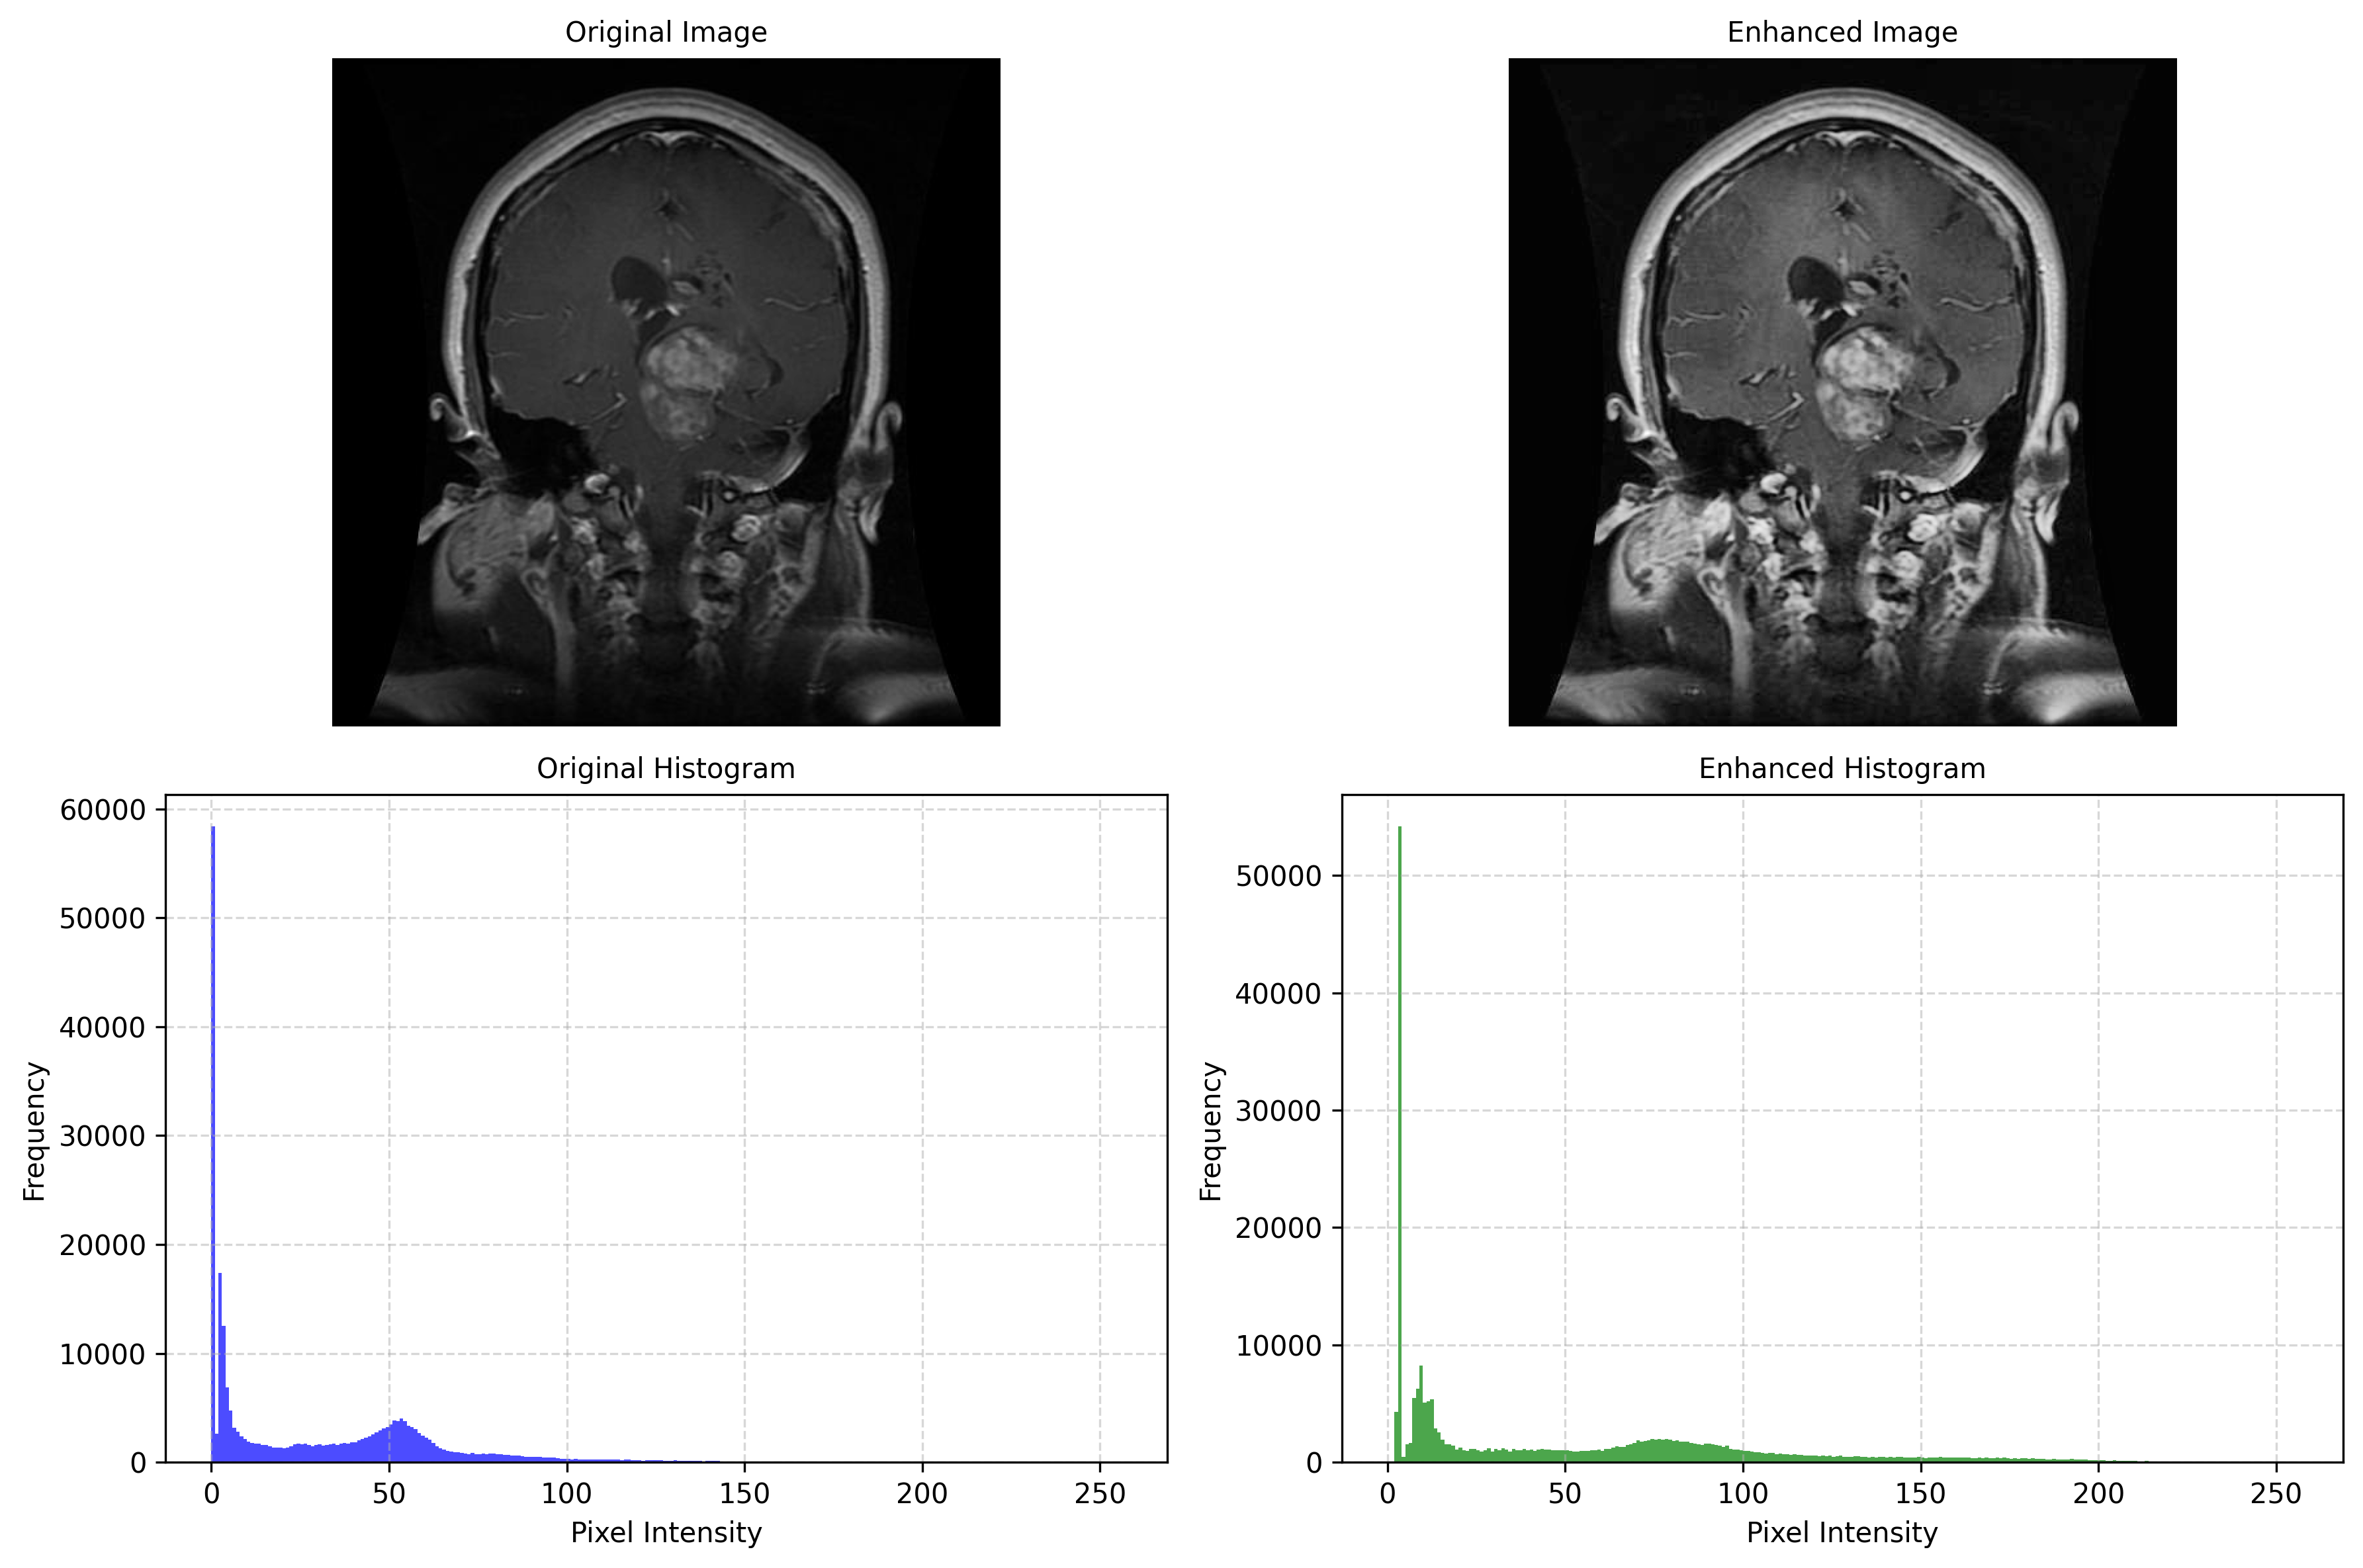 Original Image
Enhanced Image
Original Histogram
Enhanced Histogram
60000
50000
40000
30000
20000
10000
0
Frequency
0 50 100 150 200 250
Pixel Intensity
50000
40000
30000
20000
10000
0
Frequency
0 50 100 150 200 250
Pixel Intensity